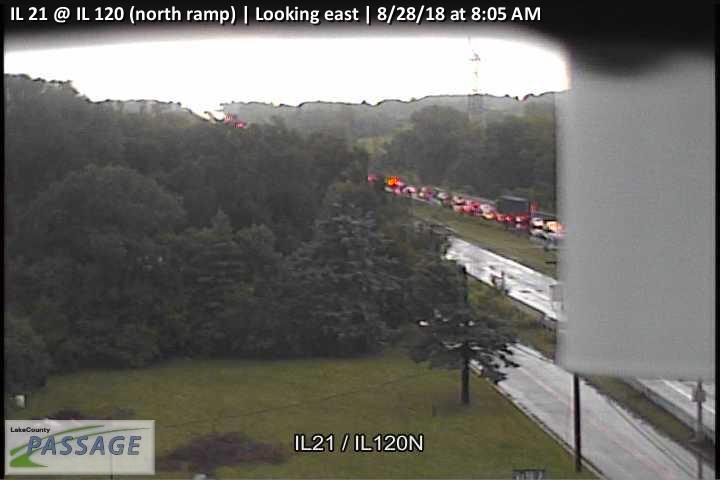 IL 21 @ IL 120 (north ramp) | Looking east | 8/28/18 at 8:05 AM
LakeCounty
PASSAGE
IL21 / IL120N